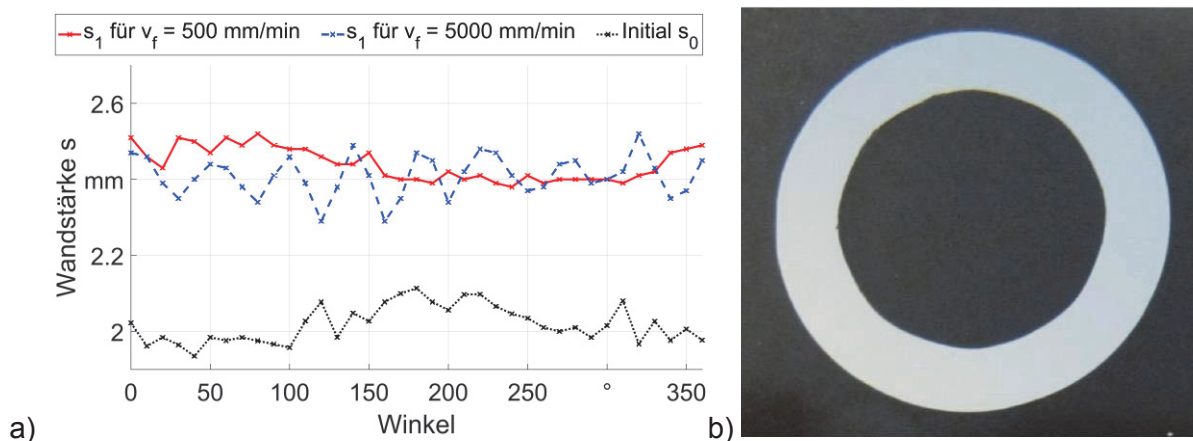 s1 für vf = 500 mm/min s1 für vf = 5000 mm/min Initial s0
2.6
mm
2.2
2
Wandstärke s
0 50 100 150 200 250 ° 350
Winkel
a)
b)